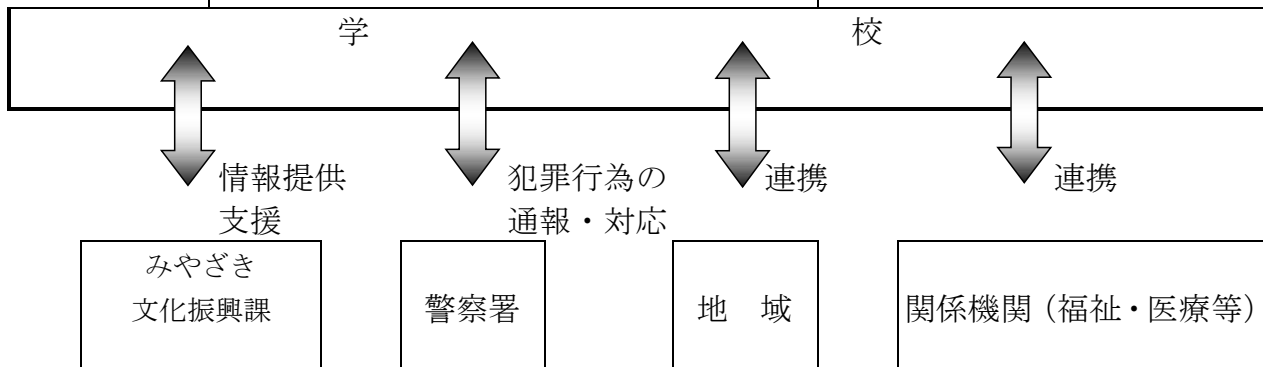 学 校
情報提供
支援
犯罪行為の
通報・対応
連携
連携
みやざき
文化振興課
警察署
地 域
関係機関（福祉・医療等）